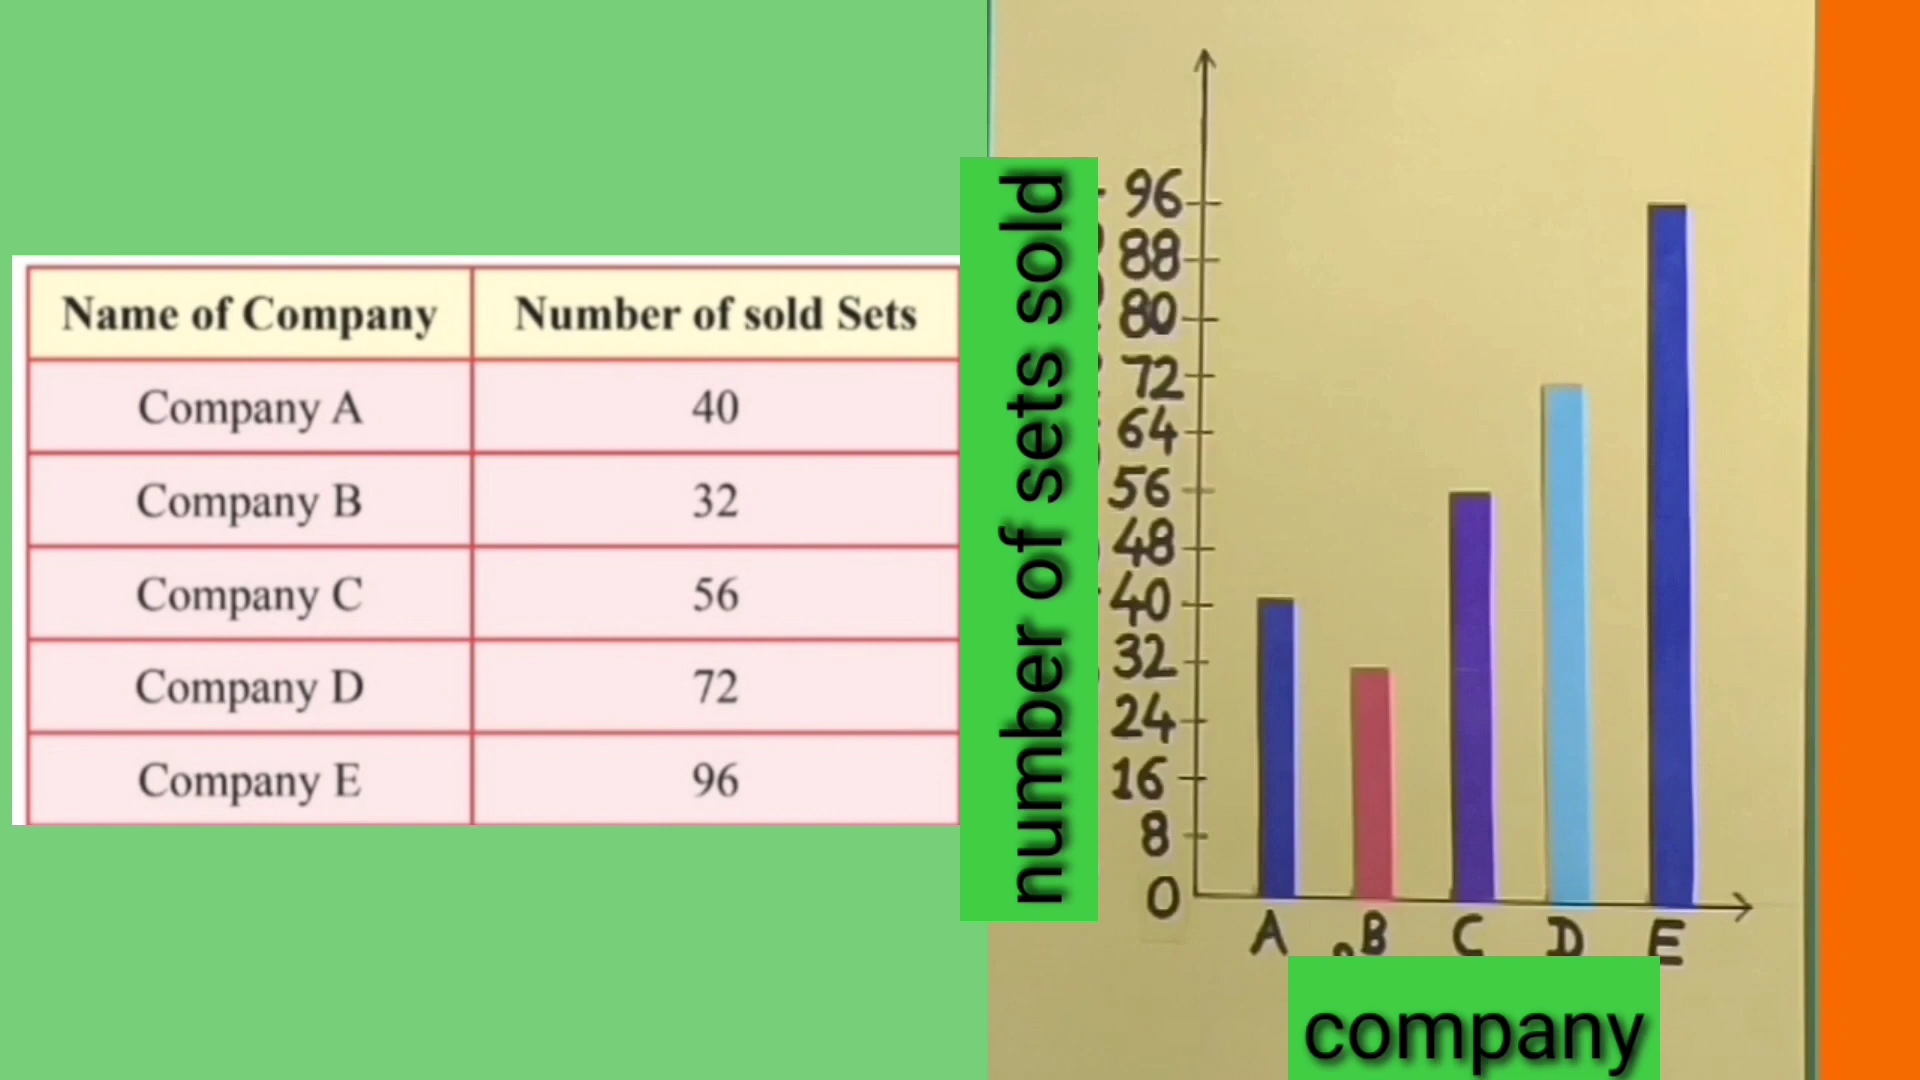 Name of Company Number of sold Sets
Company A 40
Company B 32
Company C 56
Company D 72
Company E 96
number of sets sold
96
88
80
72
64
56
48
40
32
24
16
8
0
A B C D E
company